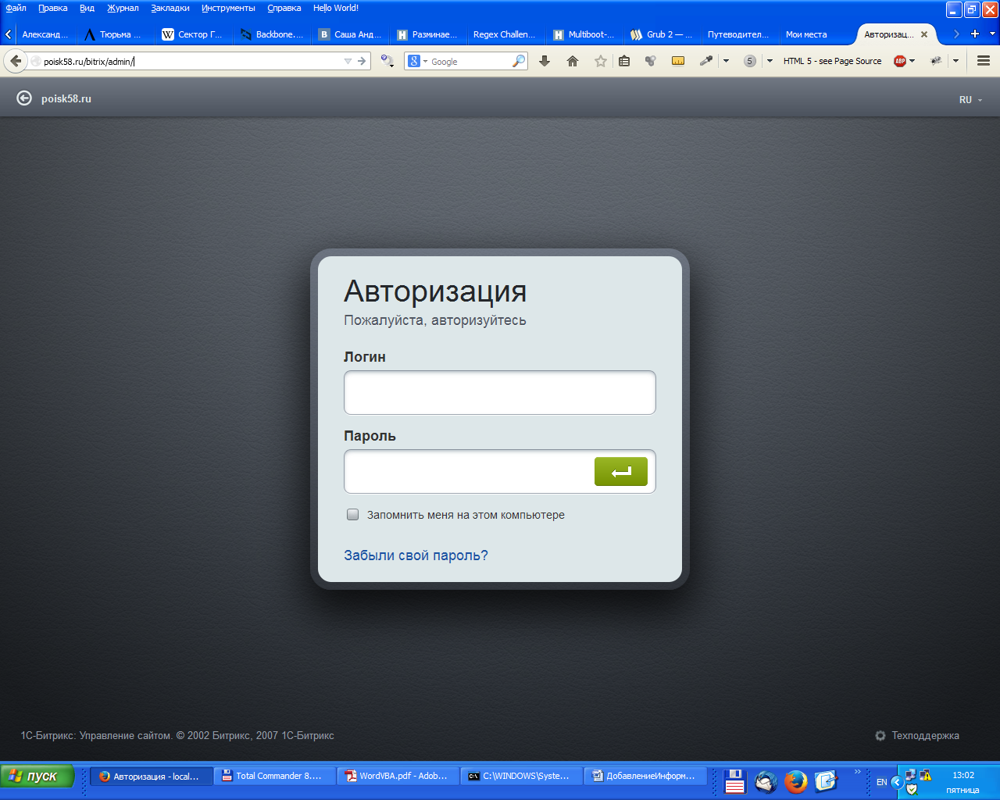 Файл Правка Вид Журнал Закладки Инструменты Справка Hello World!
Александ... Тюрьма ... Сектор Г... Backbone.... Саша Анд... Разминае... Regex Challen... Multiboot-... Grub 2 — ... Путеводител... Мои места Авторизац...
poisk58.ru/bitrix/admin/ Google 5 HTML 5 - see Page Source ABP
poisk58.ru RU
Авторизация
Пожалуйста, авторизуйтесь
Логин
Пароль
Запомнить меня на этом компьютере
Забыли свой пароль?
1С-Битрикс: Управление сайтом. © 2002 Битрикс, 2007 1С-Битрикс Техподдержка
пуск Авторизация - local... Total Commander 8.... WordVBA.pdf - Adob... C:\WINDOWS\Syste... ДобавлениеИнформ... EN 13:02
пятница